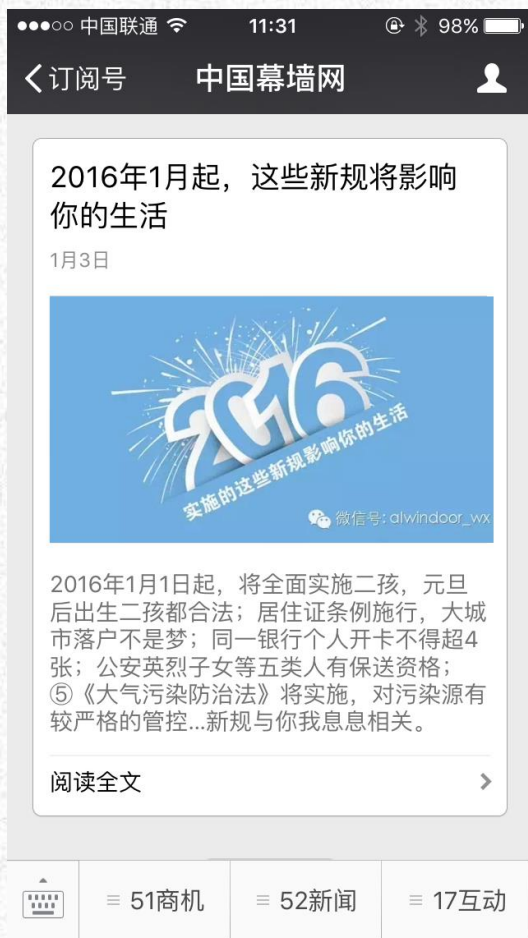 中国联通 11:31 98%
订阅号 中国幕墙网
2016年1月起，这些新规将影响
你的生活
1月3日
2016
实施的这些新规影响你的生活
微信号: alwindoor_wx
2016年1月1日起，将全面实施二孩，元旦
后出生二孩都合法；居住证条例施行，大城
市落户不是梦；同一银行个人开卡不得超4
张；公安英烈子女等五类人有保送资格；
⑤《大气污染防治法》将实施，对污染源有
较严格的管控...新规与你我息息相关。
阅读全文
51商机 52新闻 17互动